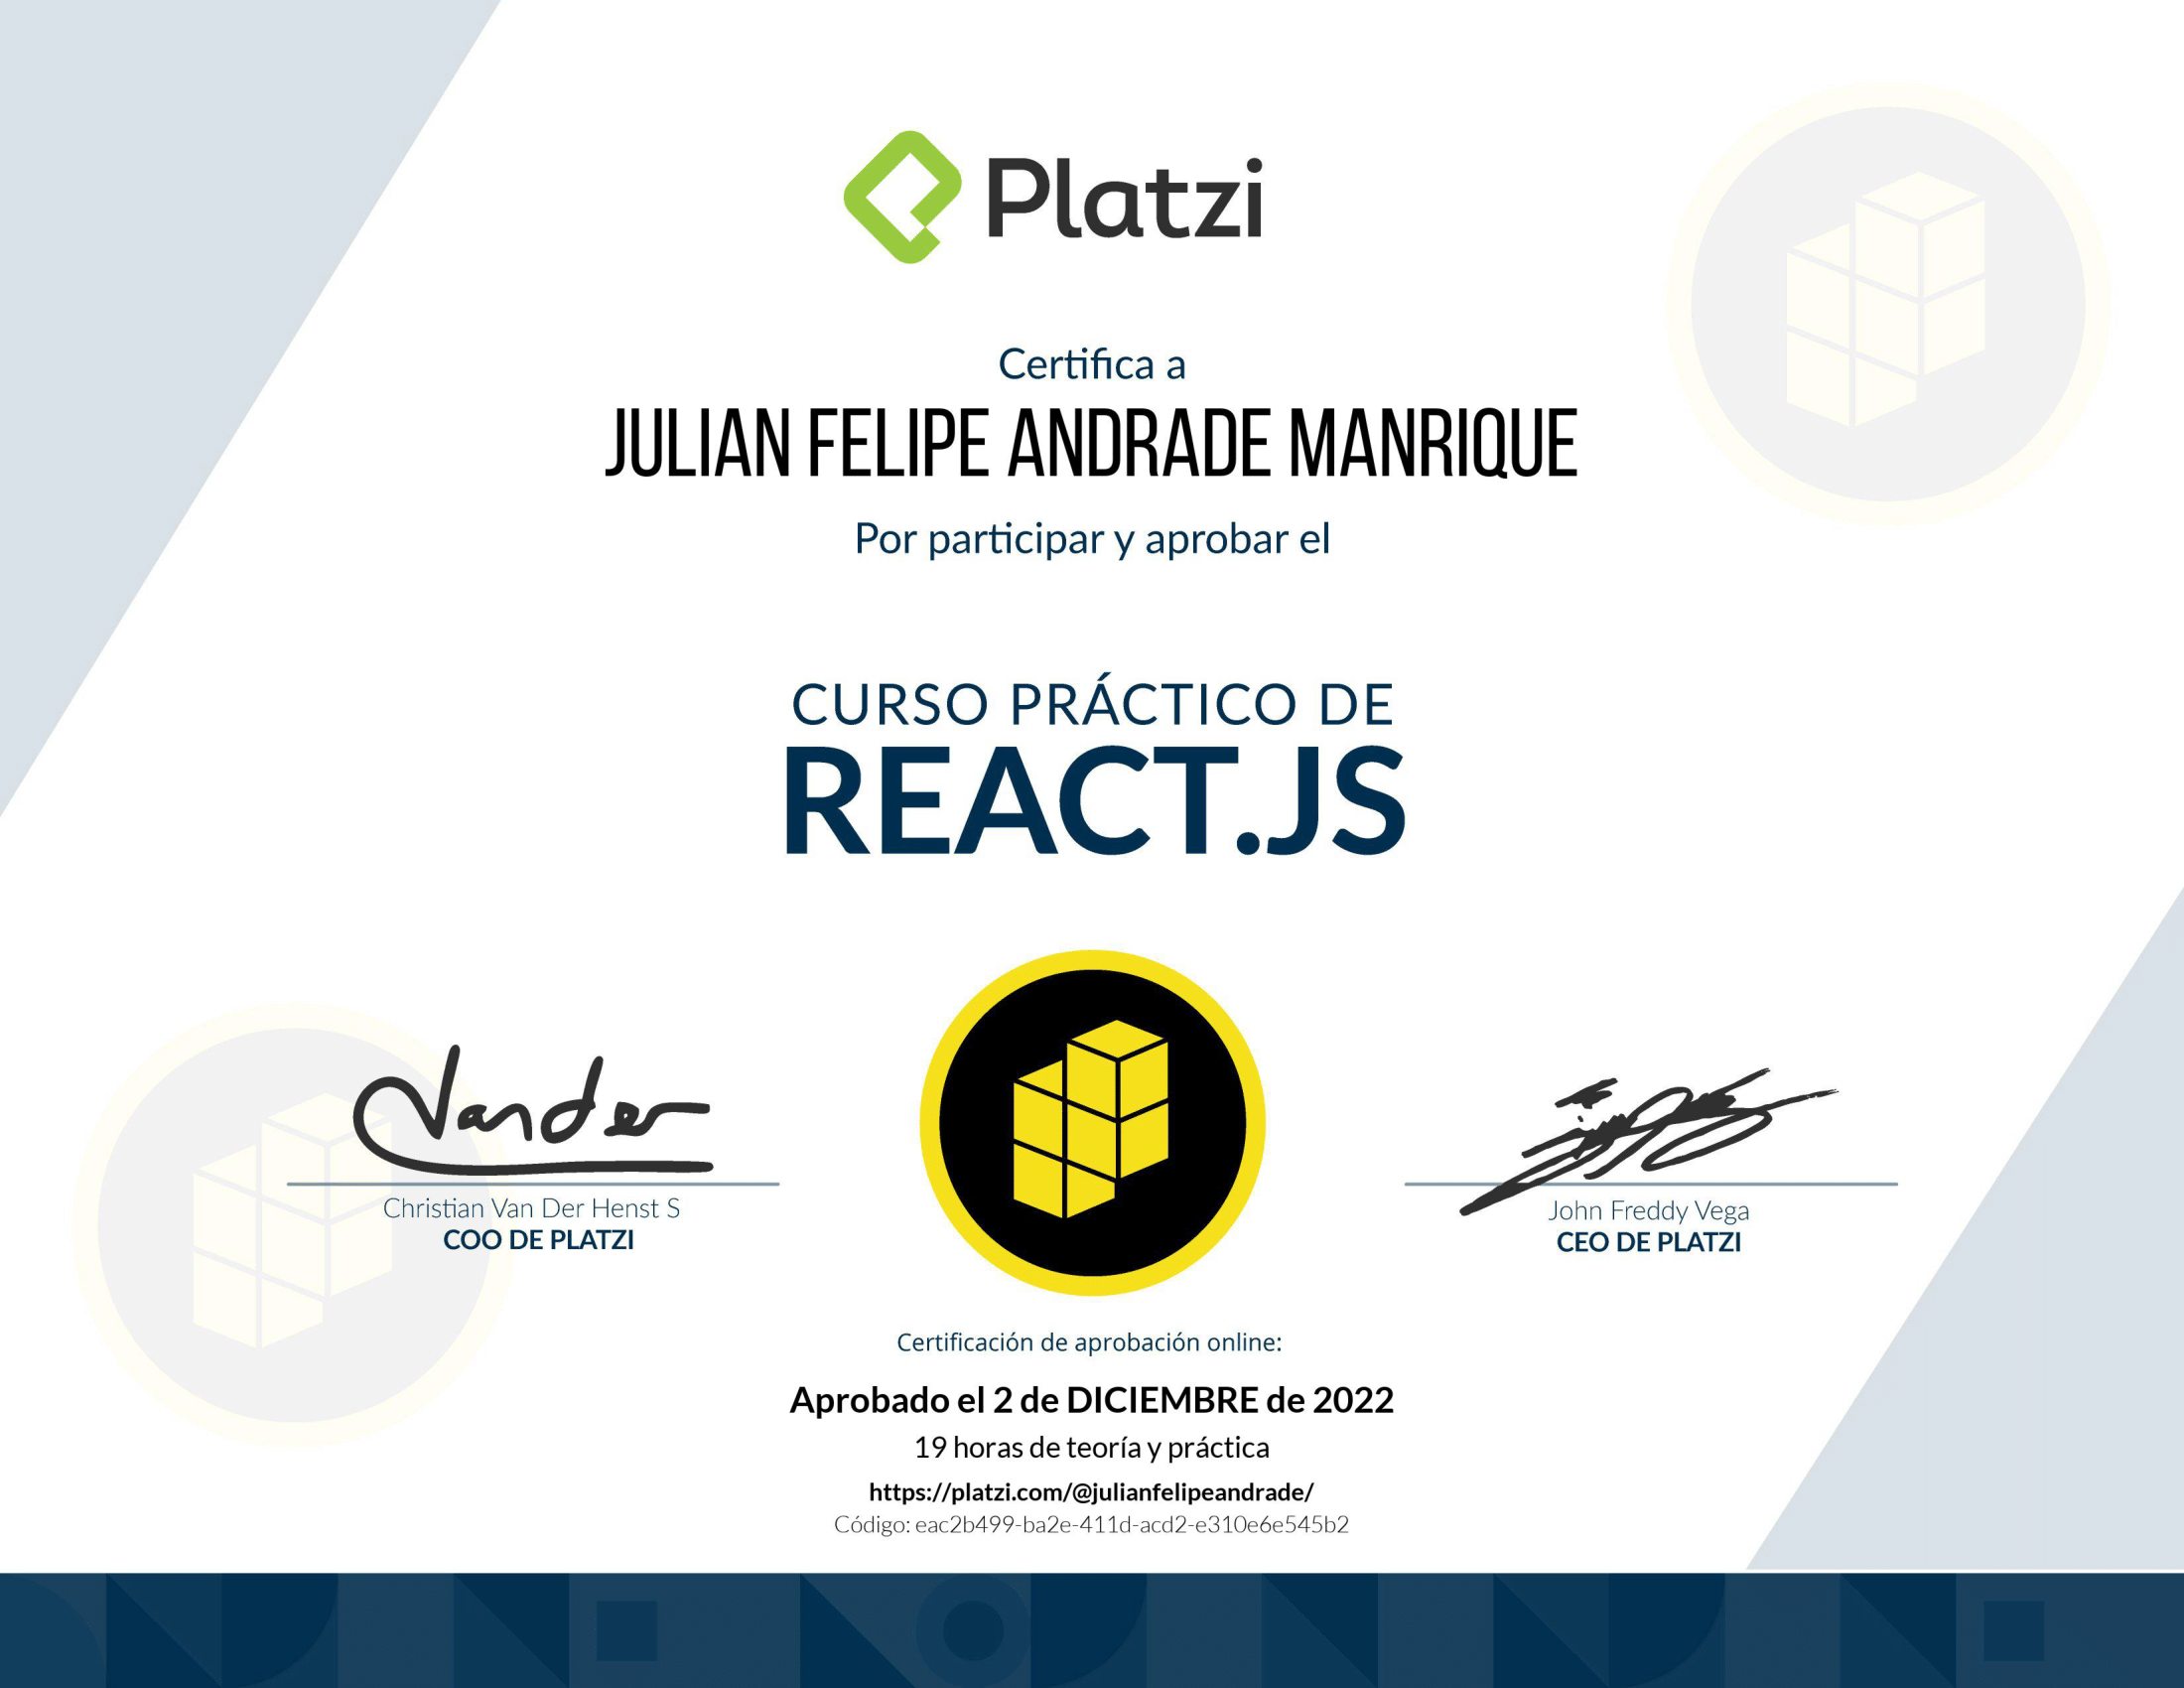 Platzi
Certifica a
JULIAN FELIPE ANDRADE MANRIQUE
Por participar y aprobar el
CURSO PRÁCTICO DE
REACT.JS
Vander
Christian Van Der Henst S
COO DE PLATZI
John Freddy Vega
CEO DE PLATZI
Certificación de aprobación online:
Aprobado el 2 de DICIEMBRE de 2022
19 horas de teoría y práctica
https://platzi.com/@julianfelipeandrade/
Código: eac2b499-ba2e-411d-acd2-e310e6e545b2